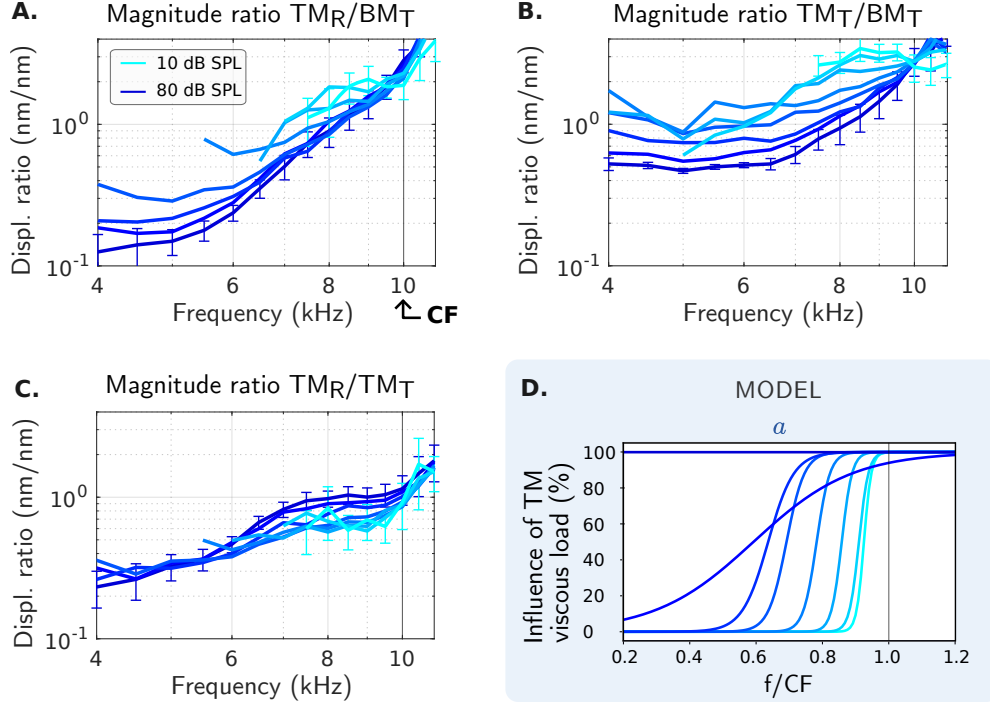 A.
Magnitude ratio TM_R/BM_T
Displ. ratio (nm/nm)
10 dB SPL
80 dB SPL
10^0
10^-1
4
6
8
10
Frequency (kHz)
CF
B.
Magnitude ratio TM_T/BM_T
Displ. ratio (nm/nm)
10^0
10^-1
4
6
8
10
Frequency (kHz)
C.
Magnitude ratio TM_R/TM_T
Displ. ratio (nm/nm)
10^0
10^-1
4
6
8
10
Frequency (kHz)
D.
MODEL
a
Influence of TM
viscous load (%)
100
80
60
40
20
0
0.2
0.4
0.6
0.8
1.0
1.2
f/CF